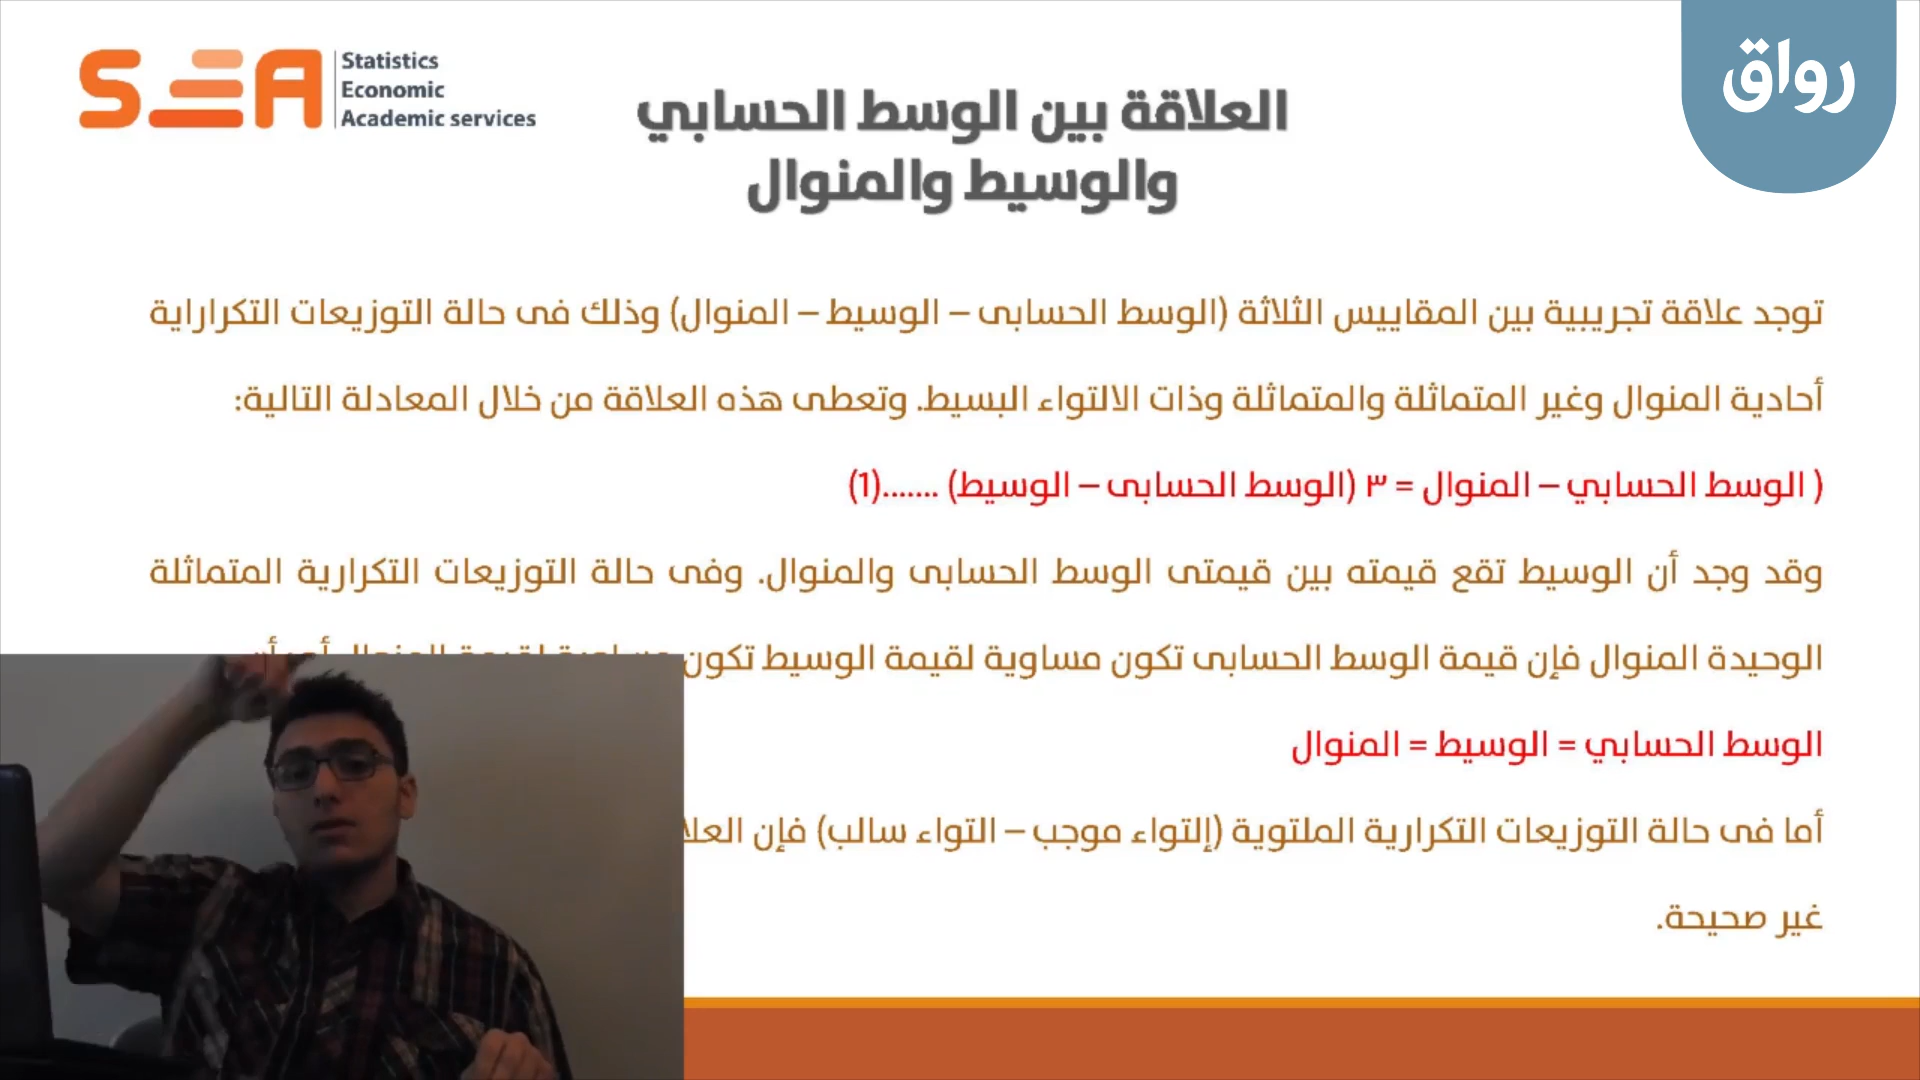 SEA
Statistics
Economic
Academic services
رواق
العلاقة بين الوسط الحسابي
والوسيط والمنوال
توجد علاقة تجريبية بين المقاييس الثلاثة (الوسط الحسابى – الوسيط – المنوال) وذلك فى حالة التوزيعات التكراراية
أحادية المنوال وغير المتماثلة والمتماثلة وذات الالتواء البسيط. وتعطى هذه العلاقة من خلال المعادلة التالية:
( الوسط الحسابي – المنوال = ٣ (الوسط الحسابى – الوسيط) .......(1)
وقد وجد أن الوسيط تقع قيمته بين قيمتى الوسط الحسابى والمنوال. وفى حالة التوزيعات التكرارية المتماثلة
الوحيدة المنوال فإن قيمة الوسط الحسابى تكون مساوية لقيمة الوسيط تكون
الوسط الحسابي = الوسيط = المنوال
أما فى حالة التوزيعات التكرارية الملتوية (إلتواء موجب – التواء سالب) فإن
غير صحيحة.